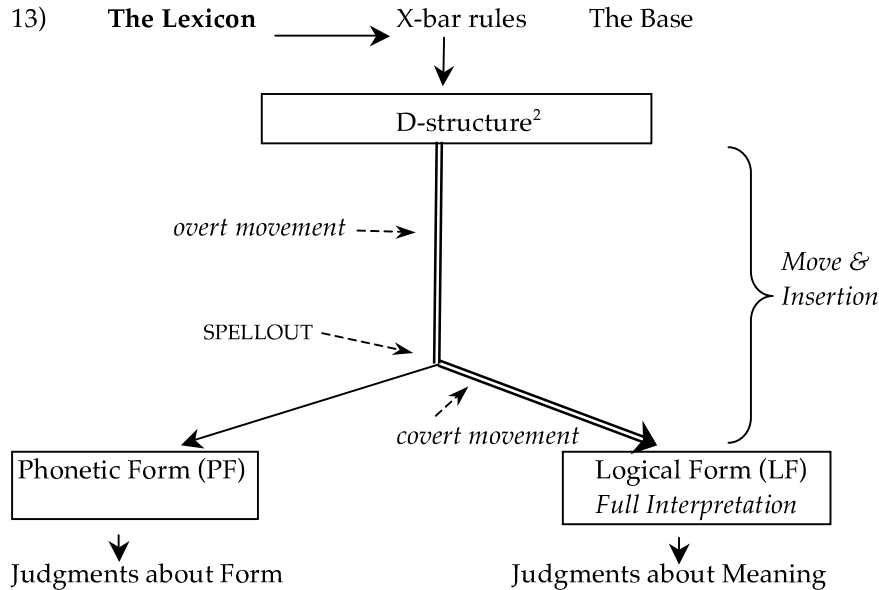 13) The Lexicon X-bar rules The Base
D-structure²
overt movement
Move &
Insertion
SPELLOUT
covert movement
Phonetic Form (PF)
Logical Form (LF)
Full Interpretation
Judgments about Form
Judgments about Meaning